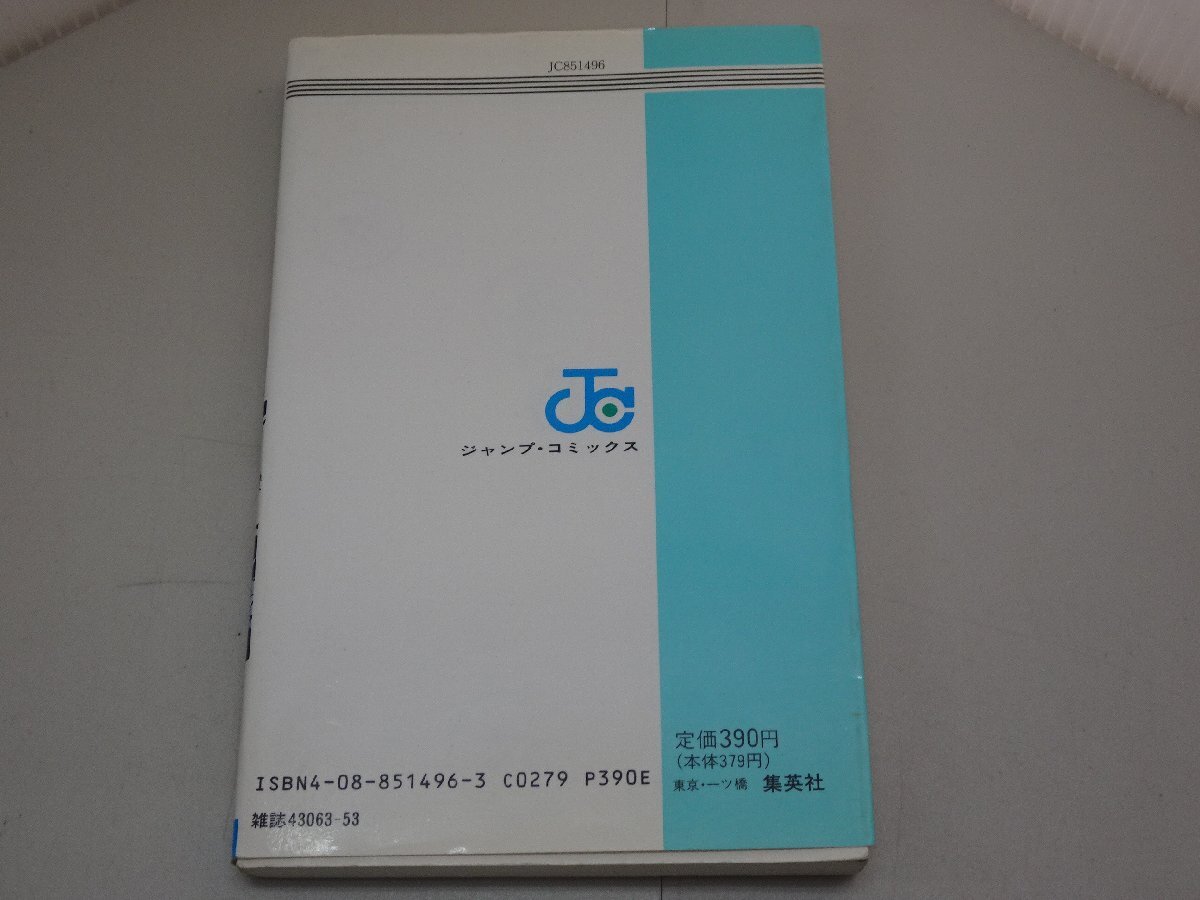 JC851496
JC
ジャンプ・コミックス
定価390円
(本体379円)
東京・一ツ橋 集英社
ISBN4-08-851496-3 C0279 P390E
雑誌43063-53